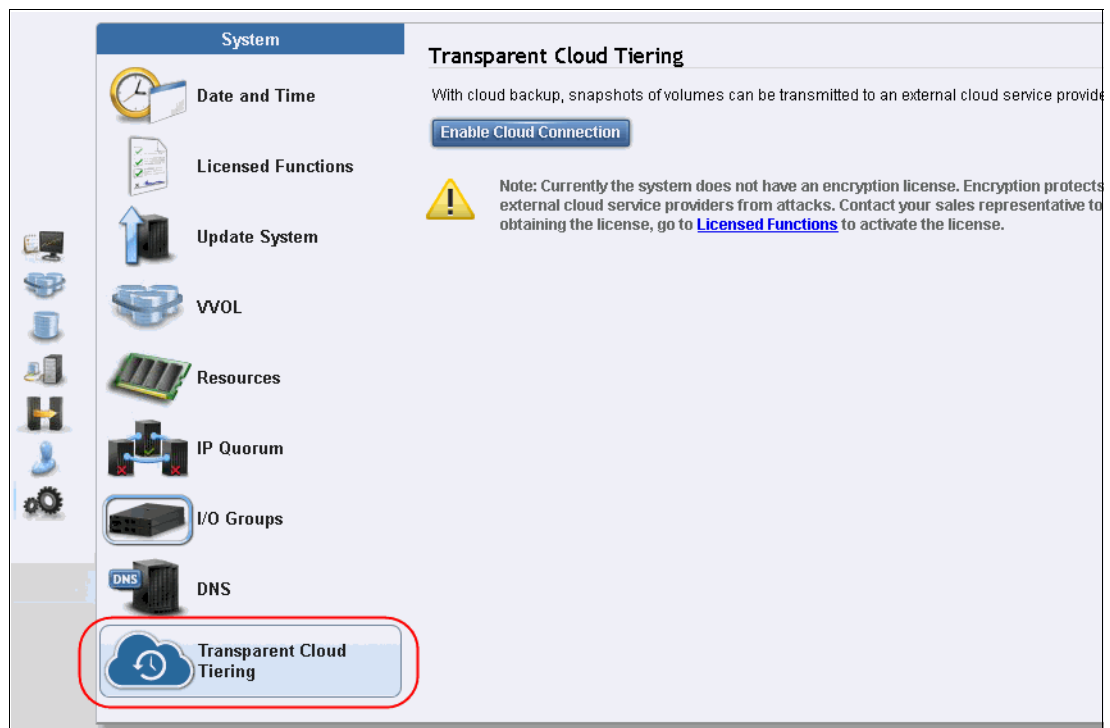 System
Date and Time
Licensed Functions
Update System
VVOL
Resources
IP Quorum
I/O Groups
DNS
DNS
Transparent Cloud
Tiering
Transparent Cloud Tiering
With cloud backup, snapshots of volumes can be transmitted to an external cloud service provide
Enable Cloud Connection
Note: Currently the system does not have an encryption license. Encryption protects
external cloud service providers from attacks. Contact your sales representative to
obtaining the license, go to Licensed Functions to activate the license.